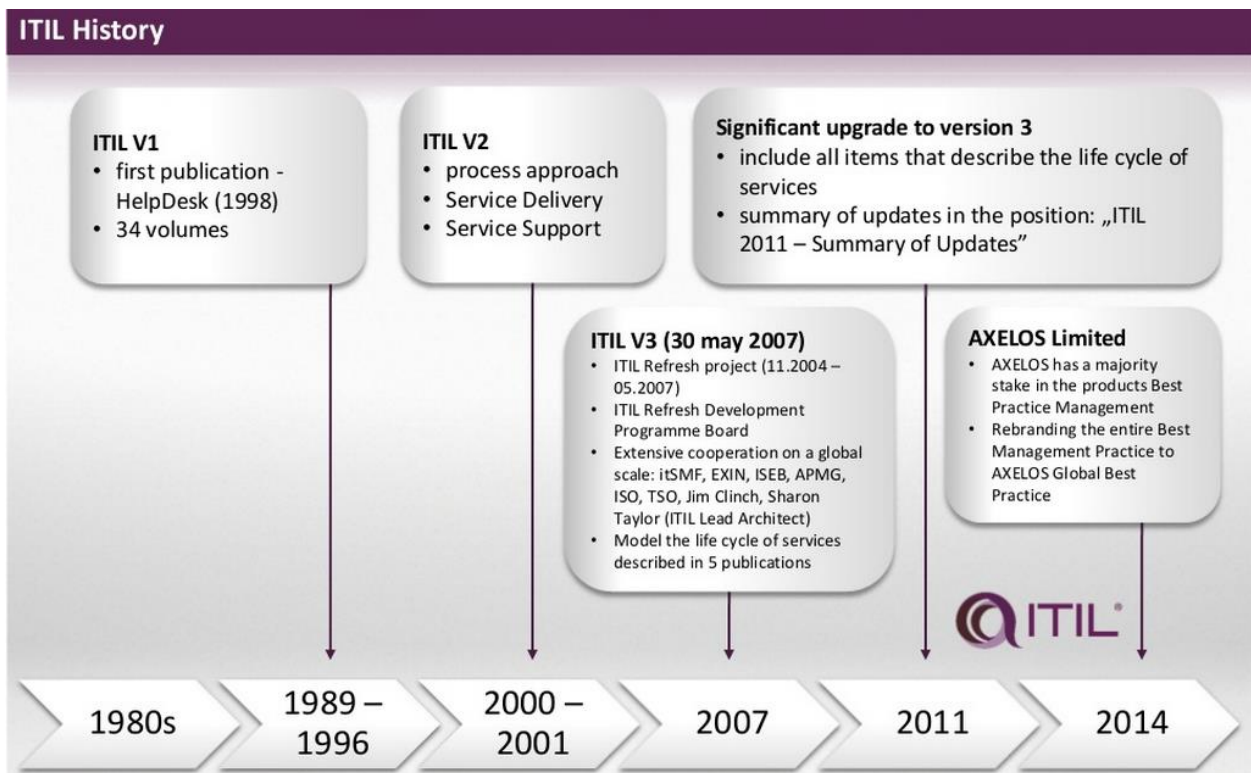 ITIL History
ITIL V1
• first publication -
HelpDesk (1998)
• 34 volumes
ITIL V2
• process approach
• Service Delivery
• Service Support
Significant upgrade to version 3
• include all items that describe the life cycle of
services
• summary of updates in the position: „ITIL
2011 – Summary of Updates”
ITIL V3 (30 may 2007)
• ITIL Refresh project (11.2004 –
05.2007)
• ITIL Refresh Development
Programme Board
• Extensive cooperation on a global
scale: itSMF, EXIN, ISEB, APMG,
ISO, TSO, Jim Clinch, Sharon
Taylor (ITIL Lead Architect)
• Model the life cycle of services
described in 5 publications
AXELOS Limited
• AXELOS has a majority
stake in the products Best
Practice Management
• Rebranding the entire Best
Management Practice to
AXELOS Global Best
Practice
ITIL®
1980s
1989 –
1996
2000 –
2001
2007
2011
2014